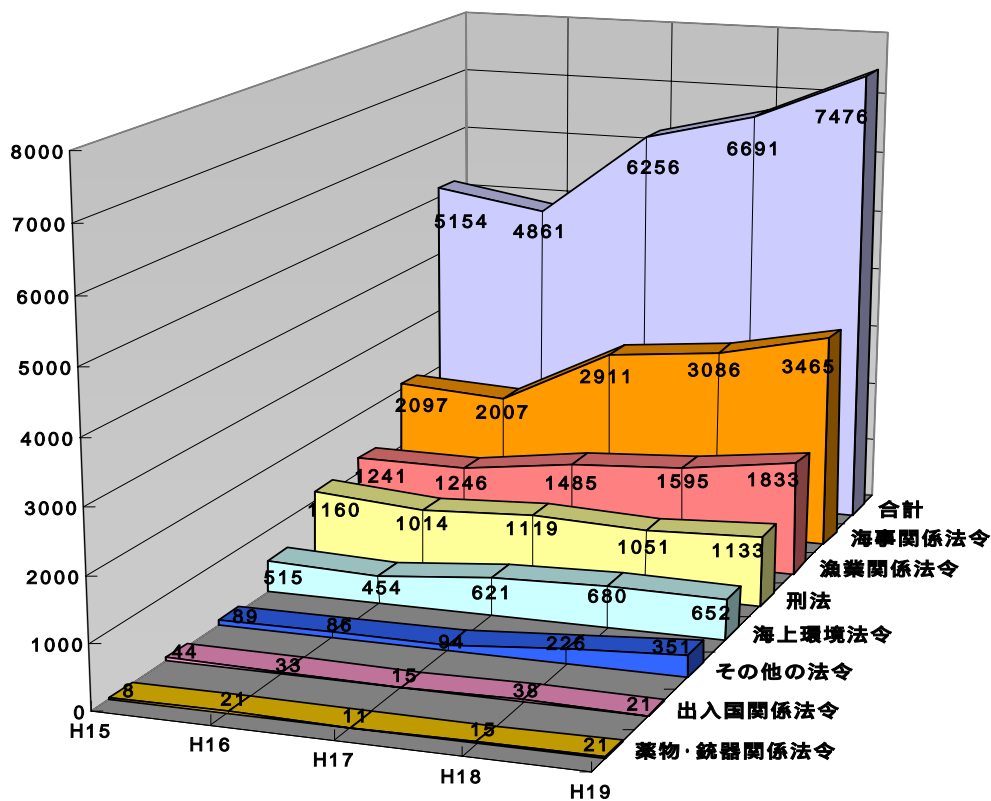 8000
7000
6000
5000
4000
3000
2000
1000
0
5154 4861 6256 6691 7476
2097 2007 2911 3086 3465
1241 1246 1485 1595 1833
1160 1014 1119 1051 1133
515 454 621 680 652
89 86 94 226 351
44 33 15 38 21
8 21 11 15 21
H15 H16 H17 H18 H19
合計
海事関係法令
漁業関係法令
刑法
海上環境法令
その他の法令
出入国関係法令
薬物・銃器関係法令